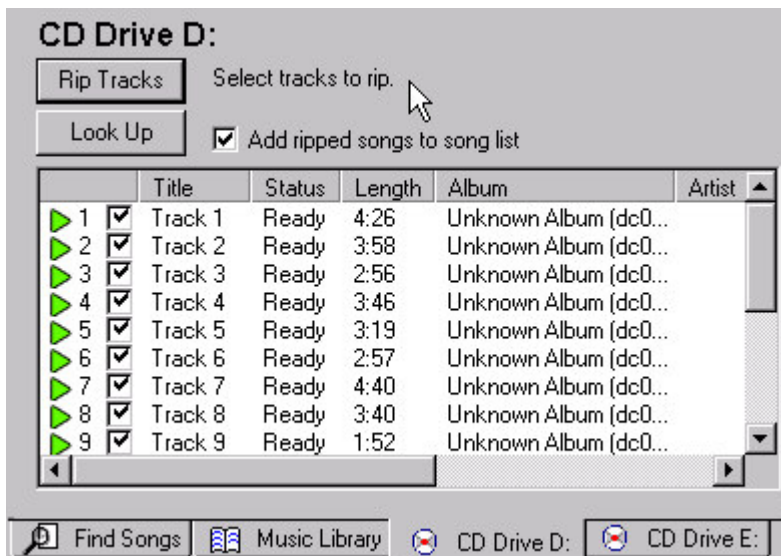 CD Drive D:
Rip Tracks Select tracks to rip.
Look Up Add ripped songs to song list
Title Status Length Album Artist
1 Track 1 Ready 4:26 Unknown Album (dc0...
2 Track 2 Ready 3:58 Unknown Album (dc0...
3 Track 3 Ready 2:56 Unknown Album (dc0...
4 Track 4 Ready 3:46 Unknown Album (dc0...
5 Track 5 Ready 3:19 Unknown Album (dc0...
6 Track 6 Ready 2:57 Unknown Album (dc0...
7 Track 7 Ready 4:40 Unknown Album (dc0...
8 Track 8 Ready 3:40 Unknown Album (dc0...
9 Track 9 Ready 1:52 Unknown Album (dc0...
Find Songs Music Library CD Drive D: CD Drive E: